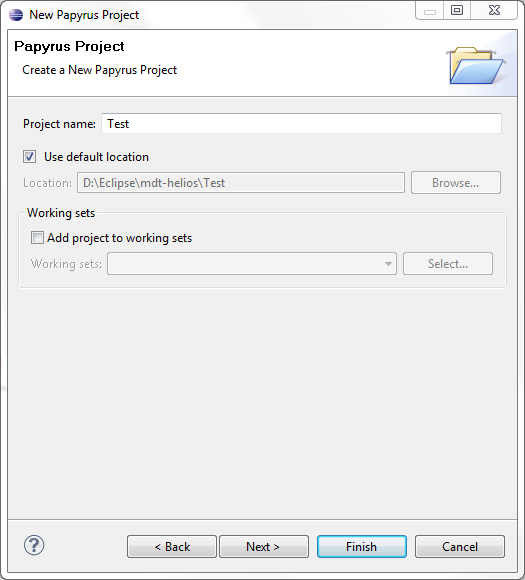 New Papyrus Project
Papyrus Project
Create a New Papyrus Project
Project name: Test
Use default location
Location: D:\Eclipse\mdt-helios\Test Browse...
Working sets
Add project to working sets
Working sets: Select...
? < Back Next > Finish Cancel